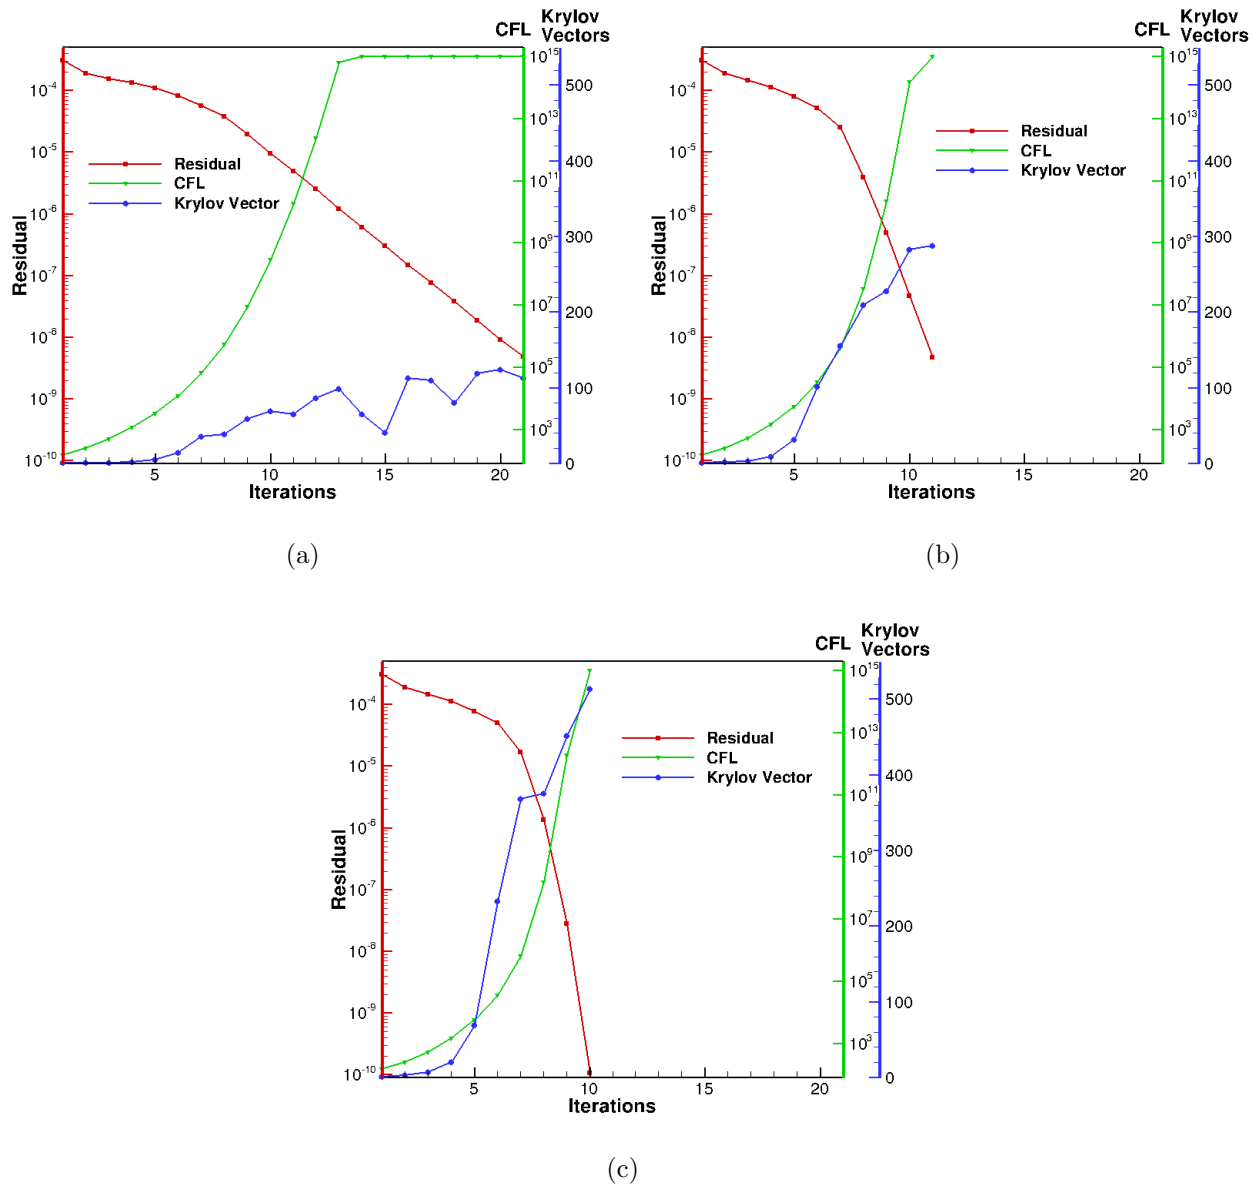 CFL
Krylov
Vectors
10^-4
10^-5
10^-6
10^-7
10^-8
10^-9
10^-10
Residual
Residual
CFL
Krylov Vector
10^15
10^13
10^11
10^9
10^7
10^5
10^3
500
400
300
200
100
0
5 10 15 20
Iterations
(a)
CFL
Krylov
Vectors
10^-4
10^-5
10^-6
10^-7
10^-8
10^-9
10^-10
Residual
Residual
CFL
Krylov Vector
10^15
10^13
10^11
10^9
10^7
10^5
10^3
500
400
300
200
100
0
5 10 15 20
Iterations
(b)
CFL
Krylov
Vectors
10^-4
10^-5
10^-6
10^-7
10^-8
10^-9
10^-10
Residual
Residual
CFL
Krylov Vector
10^15
10^13
10^11
10^9
10^7
10^5
10^3
500
400
300
200
100
0
5 10 15 20
Iterations
(c)